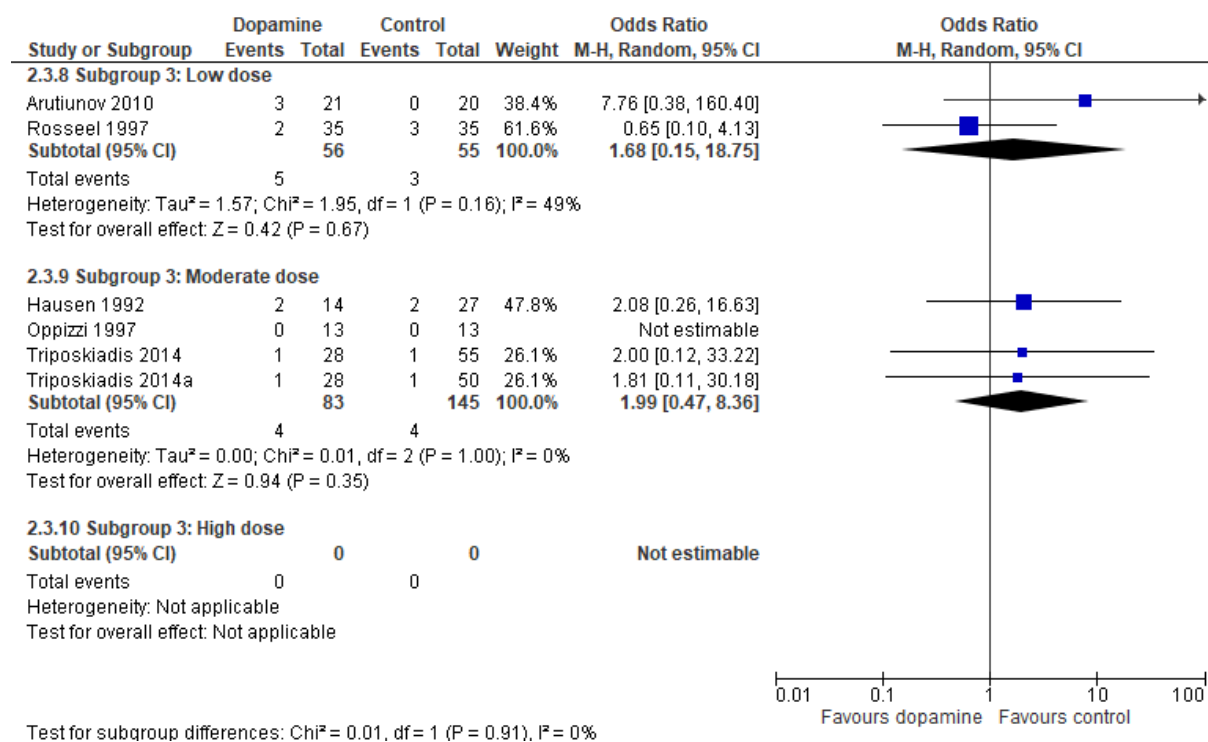 Dopamine Control Odds Ratio Odds Ratio
Study or Subgroup Events Total Events Total Weight M-H, Random, 95% CI M-H, Random, 95% CI
2.3.8 Subgroup 3: Low dose
Arutiunov 2010 3 21 0 20 38.4% 7.76 [0.38, 160.40]
Rosseel 1997 2 35 3 35 61.6% 0.65 [0.10, 4.13]
Subtotal (95% CI) 56 55 100.0% 1.68 [0.15, 18.75]
Total events 5 3
Heterogeneity: Tau² = 1.57; Chi² = 1.95, df = 1 (P = 0.16); I² = 49%
Test for overall effect: Z = 0.42 (P = 0.67)
2.3.9 Subgroup 3: Moderate dose
Hausen 1992 2 14 2 27 47.8% 2.08 [0.26, 16.63]
Oppizzi 1997 0 13 0 13 Not estimable
Triposkiadis 2014 1 28 1 55 26.1% 2.00 [0.12, 33.22]
Triposkiadis 2014a 1 28 1 50 26.1% 1.81 [0.11, 30.18]
Subtotal (95% CI) 83 145 100.0% 1.99 [0.47, 8.36]
Total events 4 4
Heterogeneity: Tau² = 0.00; Chi² = 0.01, df = 2 (P = 1.00); I² = 0%
Test for overall effect: Z = 0.94 (P = 0.35)
2.3.10 Subgroup 3: High dose
Subtotal (95% CI) 0 0 Not estimable
Total events 0 0
Heterogeneity: Not applicable
Test for overall effect: Not applicable
0.01 0.1 1 10 100
Favours dopamine Favours control
Test for subgroup differences: Chi² = 0.01, df = 1 (P = 0.91), I² = 0%